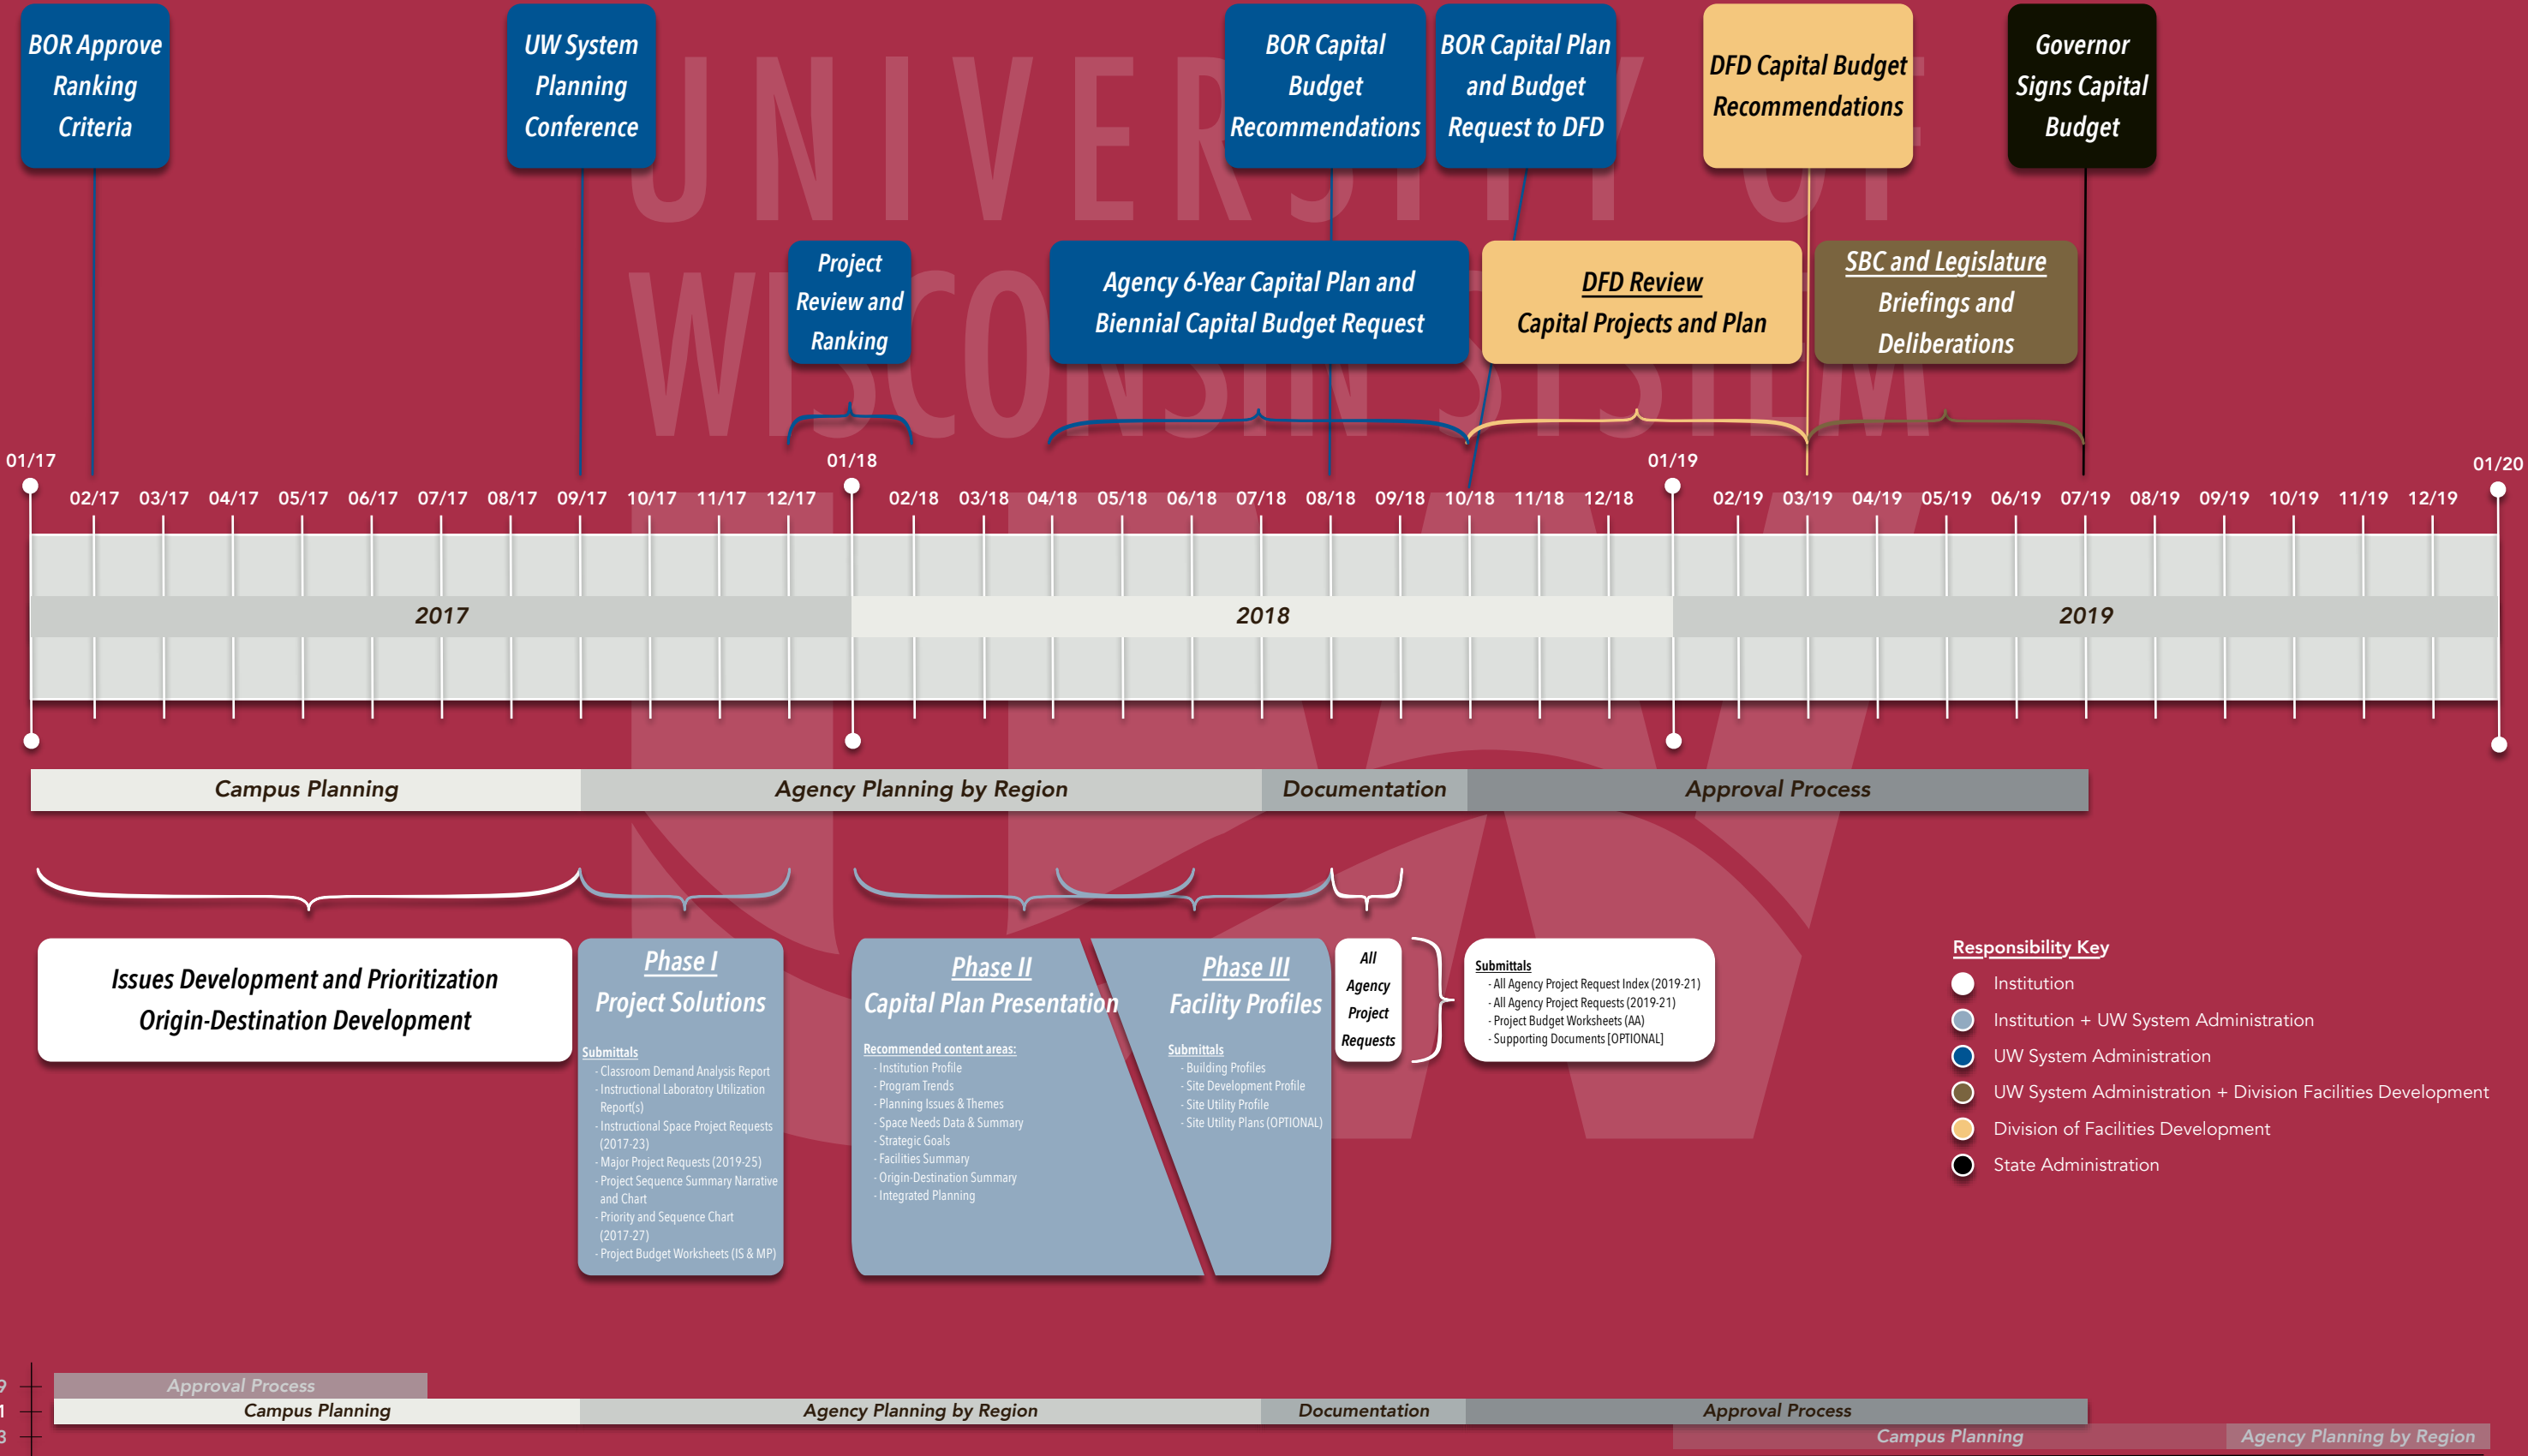 BOR Approve
Ranking
Criteria
UW System
Planning
Conference
BOR Capital
Budget
Recommendations
BOR Capital Plan
and Budget
Request to DFD
DFD Capital Budget
Recommendations
Governor
Signs Capital
Budget
UNIVERSITY OF
WISCONSIN SYSTEM
Project
Review and
Ranking
Agency 6-Year Capital Plan and
Biennial Capital Budget Request
DFD Review
Capital Projects and Plan
SBC and Legislature
Briefings and
Deliberations
01/17 01/18 01/19 01/20
02/17 03/17 04/17 05/17 06/17 07/17 08/17 09/17 10/17 11/17 12/17 02/18 03/18 04/18 05/18 06/18 07/18 08/18 09/18 10/18 11/18 12/18 02/19 03/19 04/19 05/19 06/19 07/19 08/19 09/19 10/19 11/19 12/19
2017 2018 2019
UW
Campus Planning Agency Planning by Region Documentation Approval Process
Issues Development and Prioritization
Origin-Destination Development
Phase I
Project Solutions
Submittals
- Classroom Demand Analysis Report
- Instructional Laboratory Utilization
Report(s)
- Instructional Space Project Requests
(2017-23)
- Major Project Requests (2019-25)
- Project Sequence Summary Narrative
and Chart
- Priority and Sequence Chart
(2017-27)
- Project Budget Worksheets (IS & MP)
Phase II
Capital Plan Presentation
Recommended content areas:
- Institution Profile
- Program Trends
- Planning Issues & Themes
- Space Needs Data & Summary
- Strategic Goals
- Facilities Summary
- Origin-Destination Summary
- Integrated Planning
Phase III
Facility Profiles
Submittals
- Building Profiles
- Site Development Profile
- Site Utility Profile
- Site Utility Plans (OPTIONAL)
All
Agency
Project
Requests
Submittals
- All Agency Project Request Index (2019-21)
- All Agency Project Requests (2019-21)
- Project Budget Worksheets (AA)
- Supporting Documents [OPTIONAL]
Responsibility Key
Institution
Institution + UW System Administration
UW System Administration
UW System Administration + Division Facilities Development
Division of Facilities Development
State Administration
9 Approval Process
1 Campus Planning Agency Planning by Region Documentation Approval Process
3 Campus Planning Agency Planning by Region